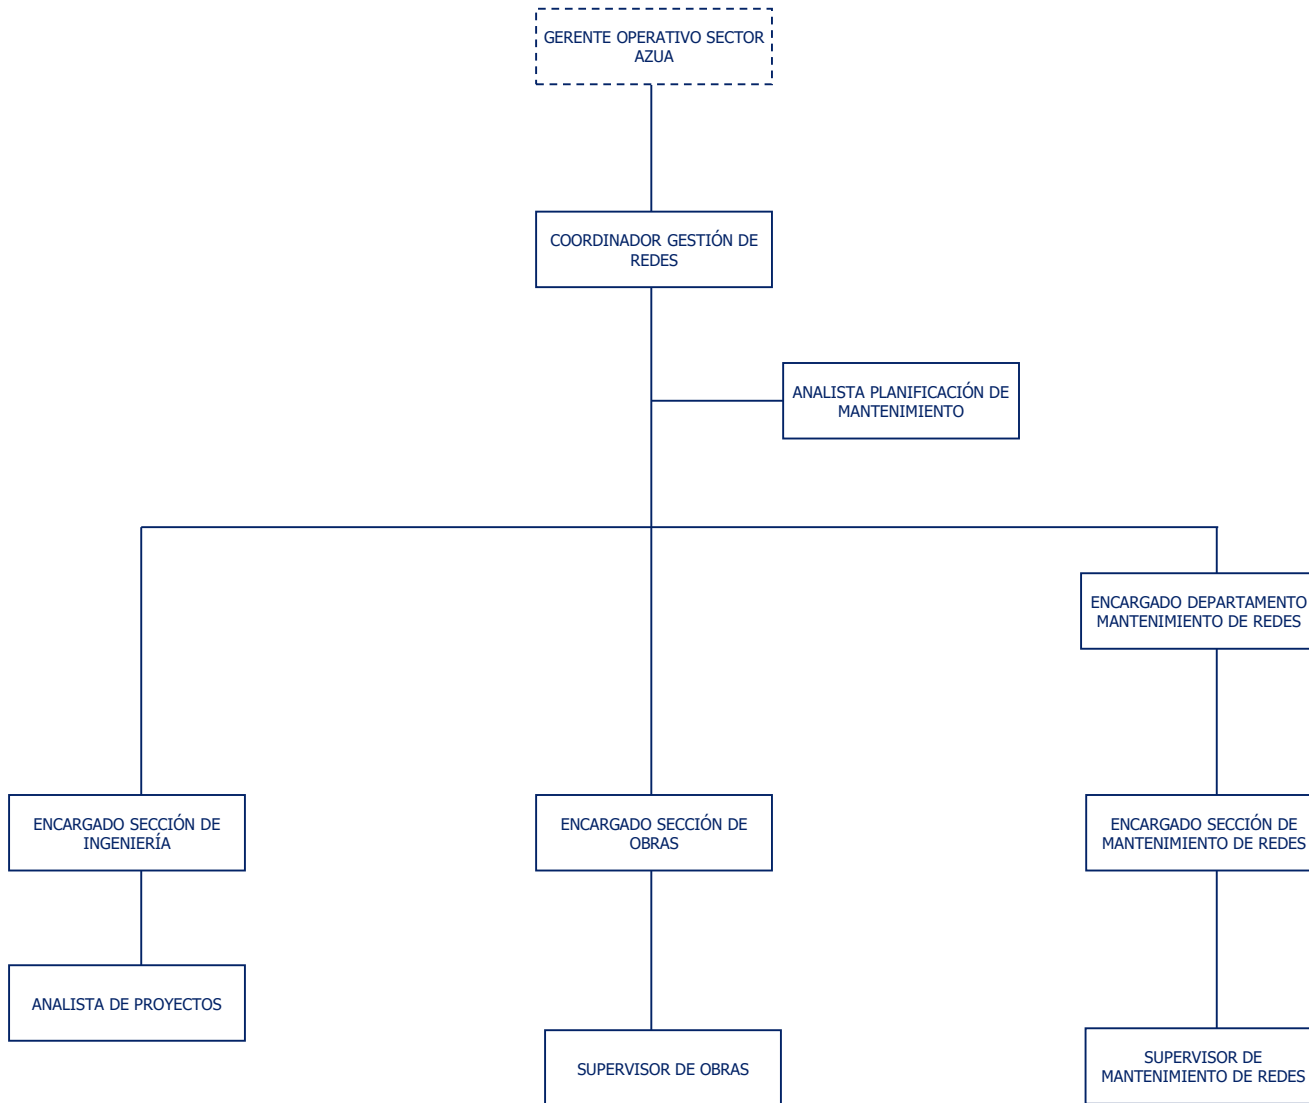 GERENTE OPERATIVO SECTOR
AZUA
COORDINADOR GESTIÓN DE
REDES
ANALISTA PLANIFICACIÓN DE
MANTENIMIENTO
ENCARGADO DEPARTAMENTO
MANTENIMIENTO DE REDES
ENCARGADO SECCIÓN DE
INGENIERÍA
ENCARGADO SECCIÓN DE
OBRAS
ENCARGADO SECCIÓN DE
MANTENIMIENTO DE REDES
ANALISTA DE PROYECTOS
SUPERVISOR DE OBRAS
SUPERVISOR DE
MANTENIMIENTO DE REDES